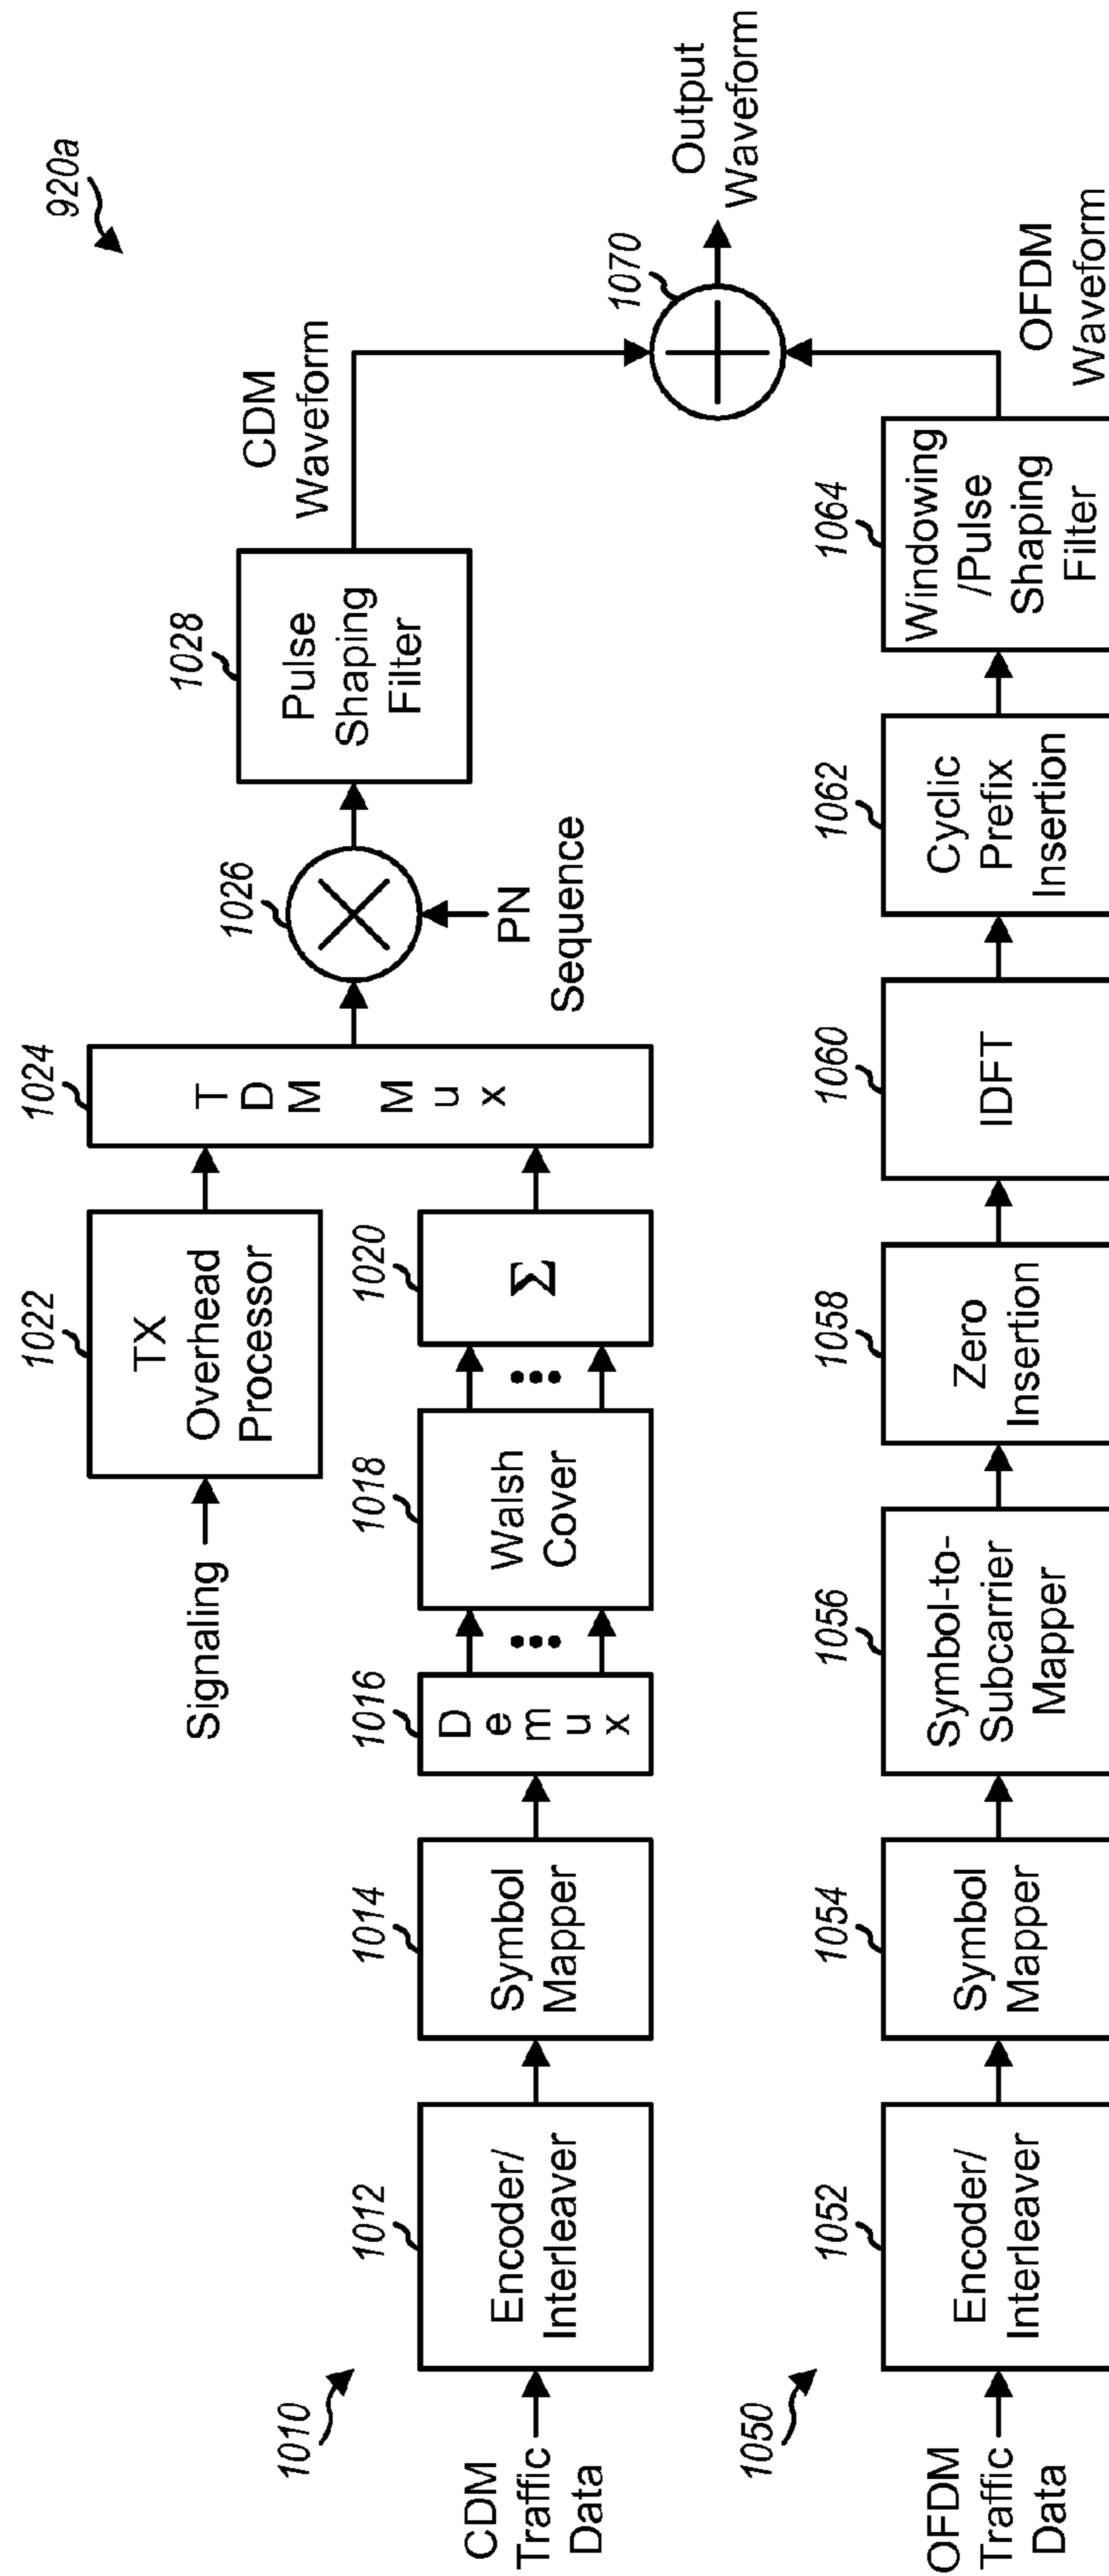 920a
1010
CDM
Traffic
Data
1012
Encoder/
Interleaver
1014
Symbol
Mapper
1016
D
e
m
u
x
1018
Walsh
Cover
1020
Σ
Signaling
1022
TX
Overhead
Processor
1024
T
D
M
M
u
x
1026
PN
Sequence
1028
Pulse
Shaping
Filter
CDM
Waveform
1070
Output
Waveform
1050
OFDM
Traffic
Data
1052
Encoder/
Interleaver
1054
Symbol
Mapper
1056
Symbol-to-
Subcarrier
Mapper
1058
Zero
Insertion
1060
IDFT
1062
Cyclic
Prefix
Insertion
1064
Windowing
/Pulse
Shaping
Filter
OFDM
Waveform